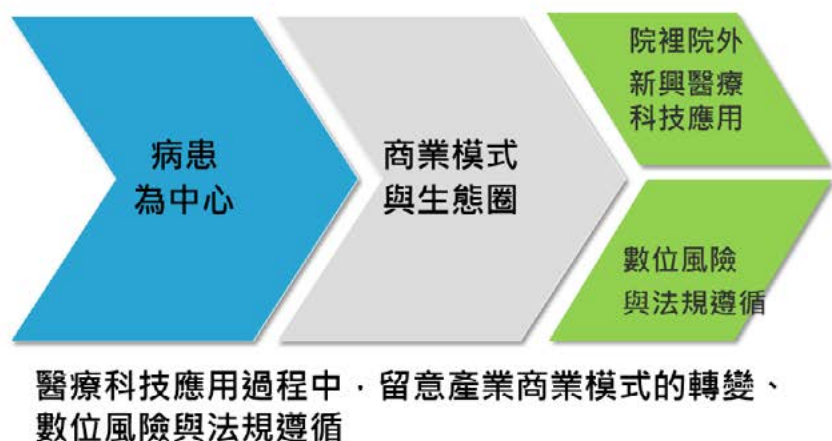 病患
為中心
商業模式
與生態圈
院裡院外
新興醫療
科技應用
數位風險
與法規遵循
醫療科技應用過程中，留意產業商業模式的轉變、
數位風險與法規遵循